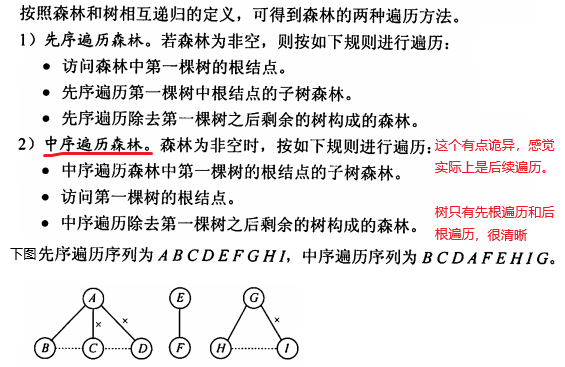 按照森林和树相互递归的定义，可得到森林的两种遍历方法。
1）先序遍历森林。若森林为非空，则按如下规则进行遍历：
• 访问森林中第一棵树的根结点。
• 先序遍历第一棵树中根结点的子树森林。
• 先序遍历除去第一棵树之后剩余的树构成的森林。
2）中序遍历森林。森林为非空时，按如下规则进行遍历：
这个有点诡异，感觉
实际上是后续遍历。
• 中序遍历森林中第一棵树的根结点的子树森林。
• 访问第一棵树的根结点。
• 中序遍历除去第一棵树之后剩余的树构成的森林。
树只有先根遍历和后
根遍历，很清晰
下图先序遍历序列为 A B C D E F G H I，中序遍历序列为 B C D A F E H I G。
A E G
× × ×
B C D F H I